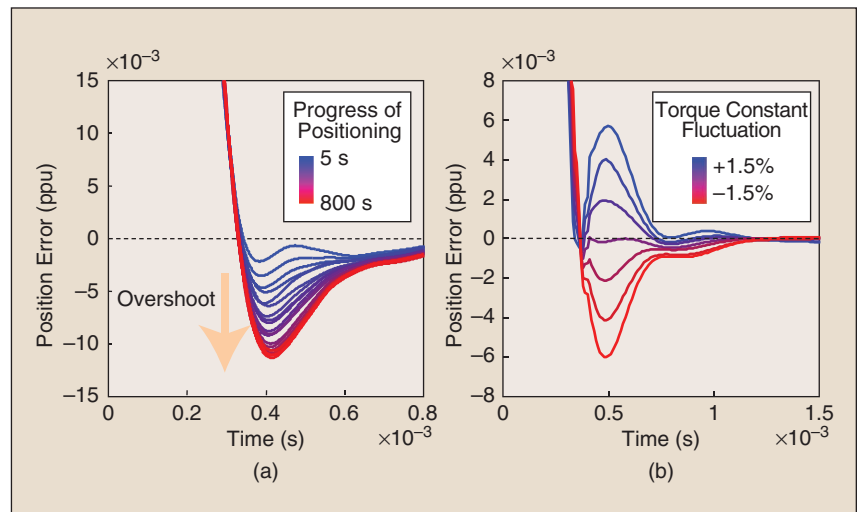 ×10–3
15
10
5
0
–5
–10
–15
Position Error (ppu)
Progress of
Positioning
5 s
800 s
Overshoot
0
0.2
0.4
0.6
0.8
Time (s)
×10–3
(a)
×10–3
8
6
4
2
0
–2
–4
–6
–8
Position Error (ppu)
Torque Constant
Fluctuation
+1.5%
–1.5%
0
0.5
1
1.5
Time (s)
×10–3
(b)